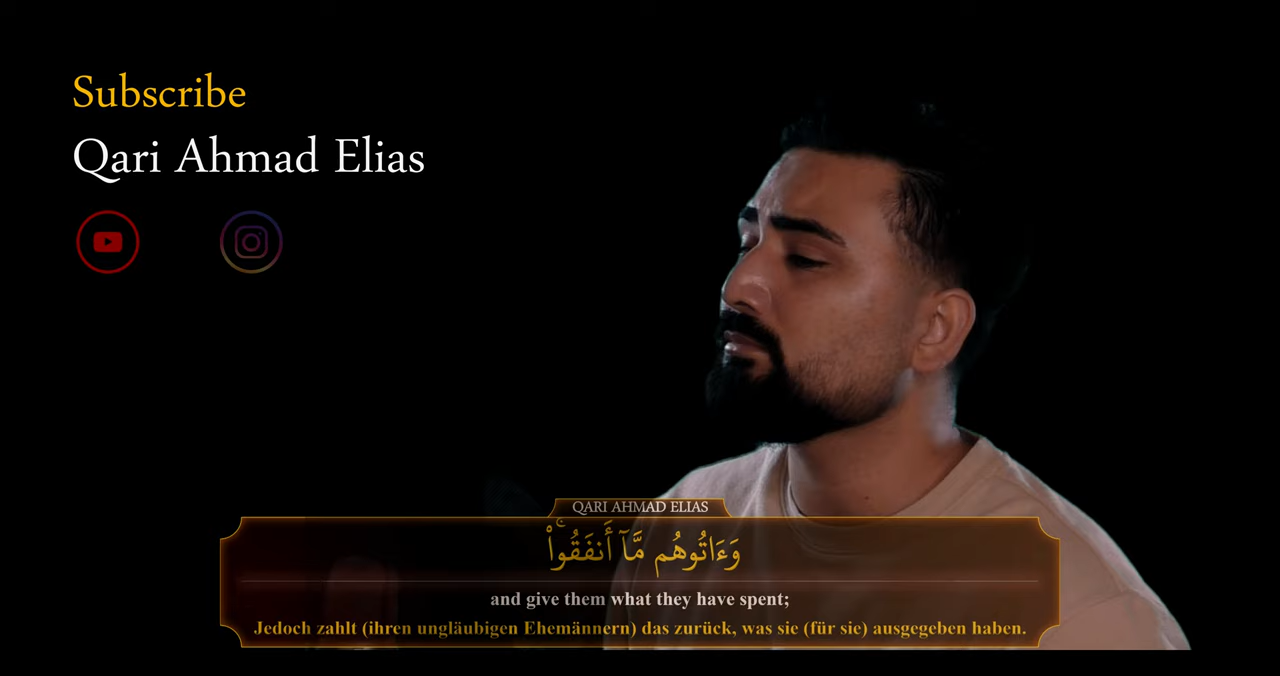 Subscribe
Qari Ahmad Elias
QARI AHMAD ELIAS
وَءَاتُوهُم مَّآ أَنفَقُوا۟ۚ
and give them what they have spent;
Jedoch zahlt (ihren ungläubigen Ehemännern) das zurück, was sie (für sie) ausgegeben haben.